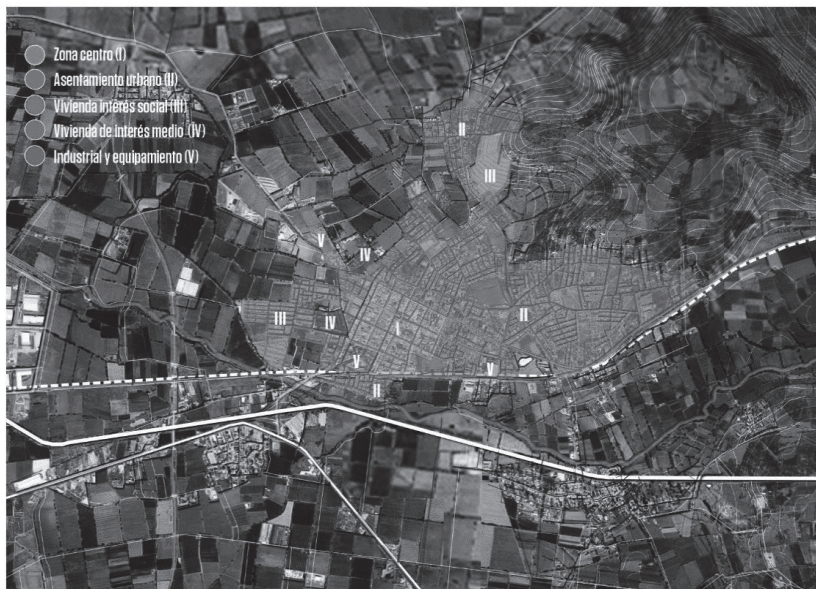 Zona centro (I)
Asentamiento urbano (II)
Vivienda interés social (III)
Vivienda de interés medio (IV)
Industrial y equipamiento (V)
II
III
V
IV
III
IV
I
II
V
V
II